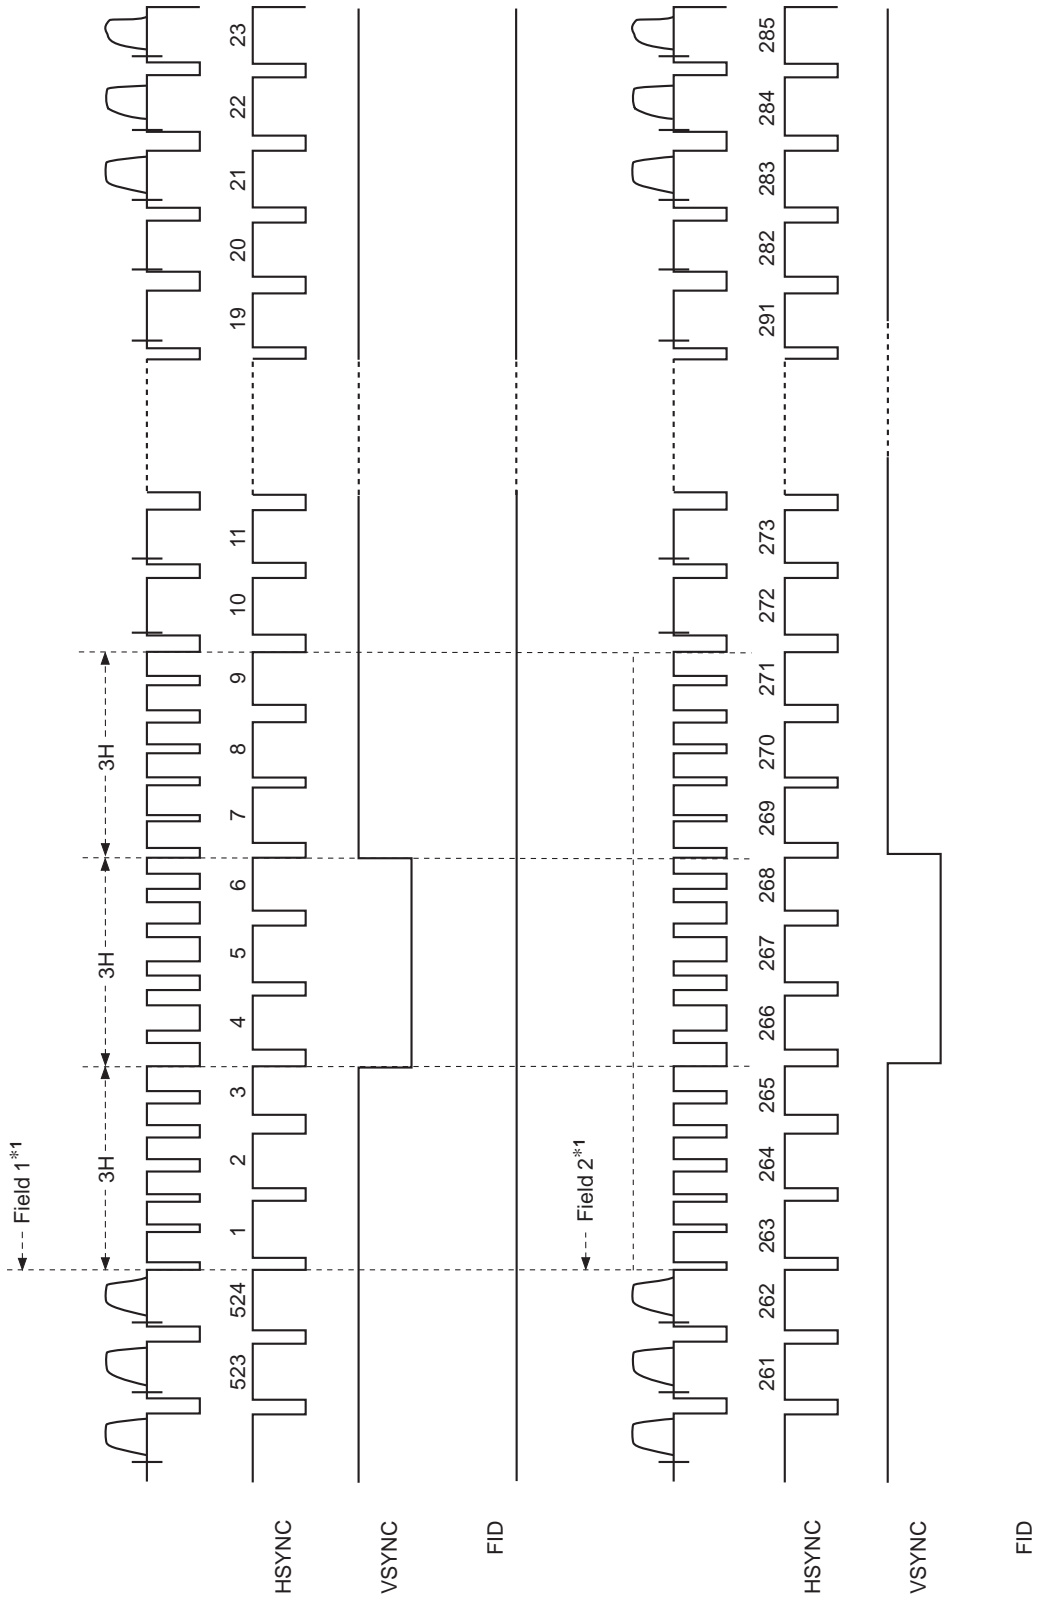 Field 1*1
3H 3H 3H
523 524 1 2 3 4 5 6 7 8 9 10 11 19 20 21 22 23
HSYNC
VSYNC
FID
Field 2*1
261 262 263 264 265 266 267 268 269 270 271 272 273 291 282 283 284 285
HSYNC
VSYNC
FID